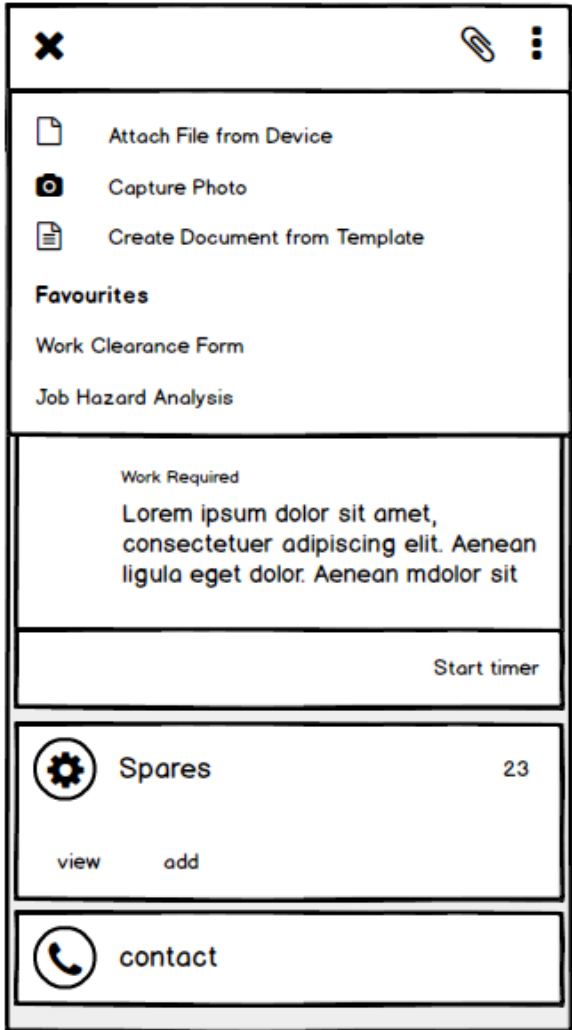 Attach File from Device
Capture Photo
Create Document from Template
Favourites
Work Clearance Form
Job Hazard Analysis
Work Required
Lorem ipsum dolor sit amet,
consectetuer adipiscing elit. Aenean
ligula eget dolor. Aenean mdolor sit
Start timer
Spares 23
view add
contact